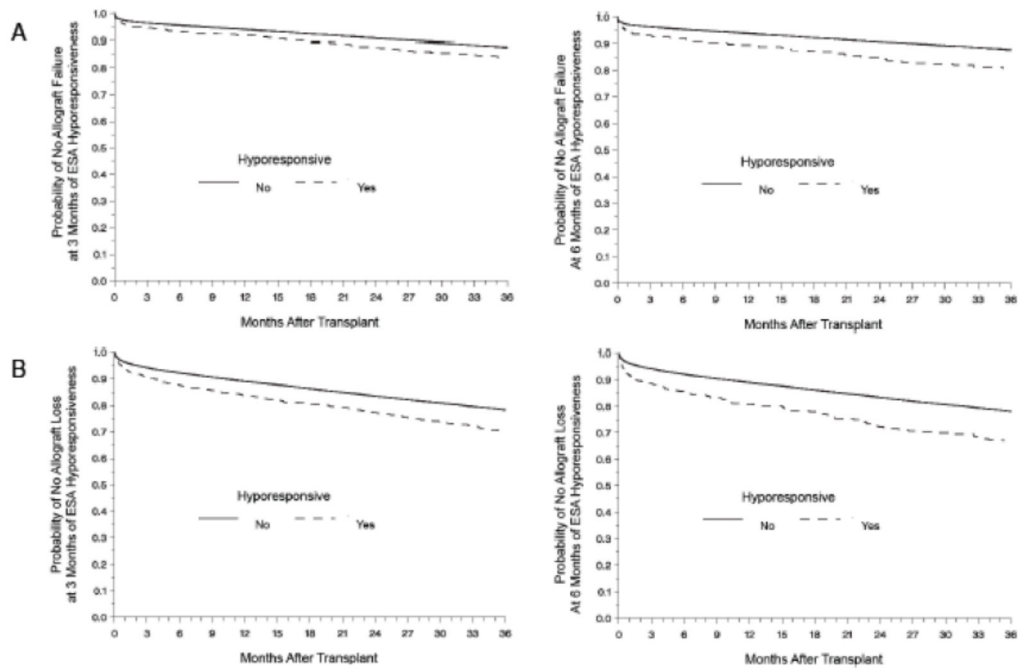 A
Probability of No Allograft Failure
at 3 Months of ESA Hyporesponsiveness
1.0
0.9
0.8
0.7
0.6
0.5
0.4
0.3
0.2
0.1
0.0
Hyporesponsive
No Yes
0 3 6 9 12 15 18 21 24 27 30 33 36
Months After Transplant
Probability of No Allograft Failure
At 6 Months of ESA Hyporesponsiveness
1.0
0.9
0.8
0.7
0.6
0.5
0.4
0.3
0.2
0.1
0.0
Hyporesponsive
No Yes
0 3 6 9 12 15 18 21 24 27 30 33 36
Months After Transplant
B
Probability of No Allograft Loss
at 3 Months of ESA Hyporesponsiveness
1.0
0.9
0.8
0.7
0.6
0.5
0.4
0.3
0.2
0.1
0.0
Hyporesponsive
No Yes
0 3 6 9 12 15 18 21 24 27 30 33 36
Months After Transplant
Probability of No Allograft Loss
At 6 Months of ESA Hyporesponsiveness
1.0
0.9
0.8
0.7
0.6
0.5
0.4
0.3
0.2
0.1
0.0
Hyporesponsive
No Yes
0 3 6 9 12 15 18 21 24 27 30 33 36
Months After Transplant